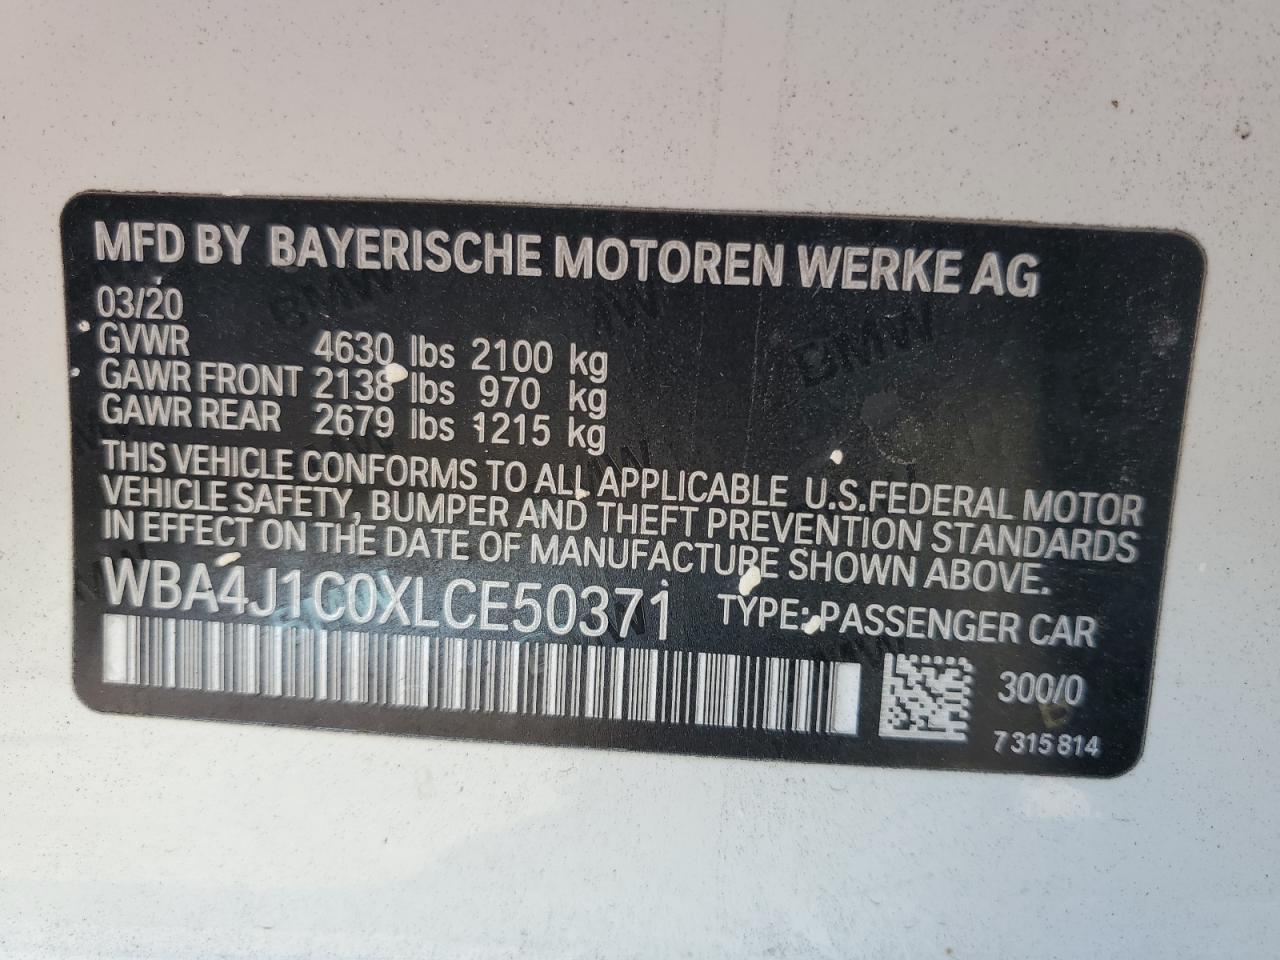 MFD BY BAYERISCHE MOTOREN WERKE AG
03/20
GVWR 4630 lbs 2100 kg
GAWR FRONT 2138 lbs 970 kg
GAWR REAR 2679 lbs 1215 kg
THIS VEHICLE CONFORMS TO ALL APPLICABLE U.S.FEDERAL MOTOR
VEHICLE SAFETY, BUMPER AND THEFT PREVENTION STANDARDS
IN EFFECT ON THE DATE OF MANUFACTURE SHOWN ABOVE.
WBA4J1C0XLCE50371 TYPE: PASSENGER CAR
300/0
7 315 814